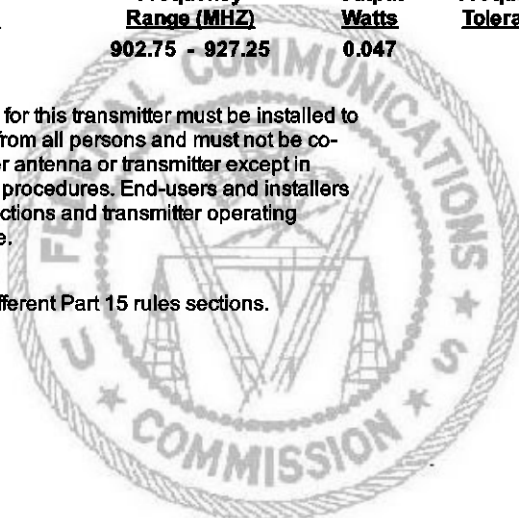 Range (MHZ) Watts
902.75 - 927.25 0.047
for this transmitter must be installed to
from all persons and must not be co-
antenna or transmitter except in
procedures. End-users and installers
and transmitter operating
Part 15 rules sections.
FEDERAL COMMUNICATIONS
U S
COMMISSION